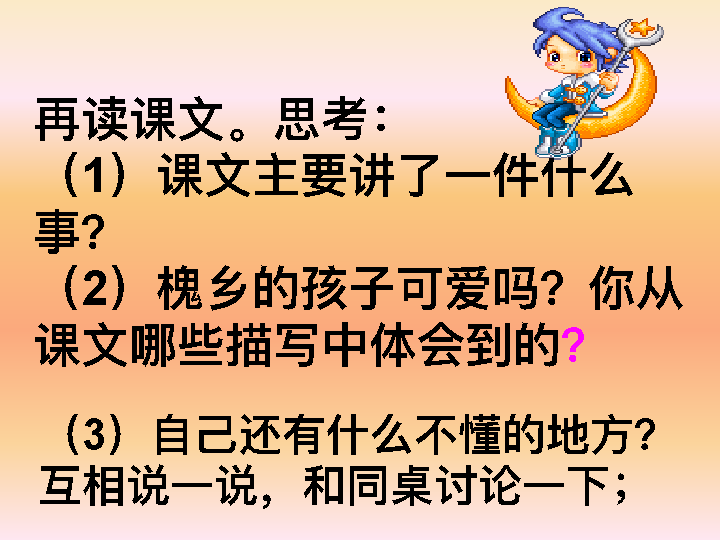 再读课文。思考：
（1）课文主要讲了一件什么
事？
（2）槐乡的孩子可爱吗？你从
课文哪些描写中体会到的？
（3）自己还有什么不懂的地方？
互相说一说，和同桌讨论一下；